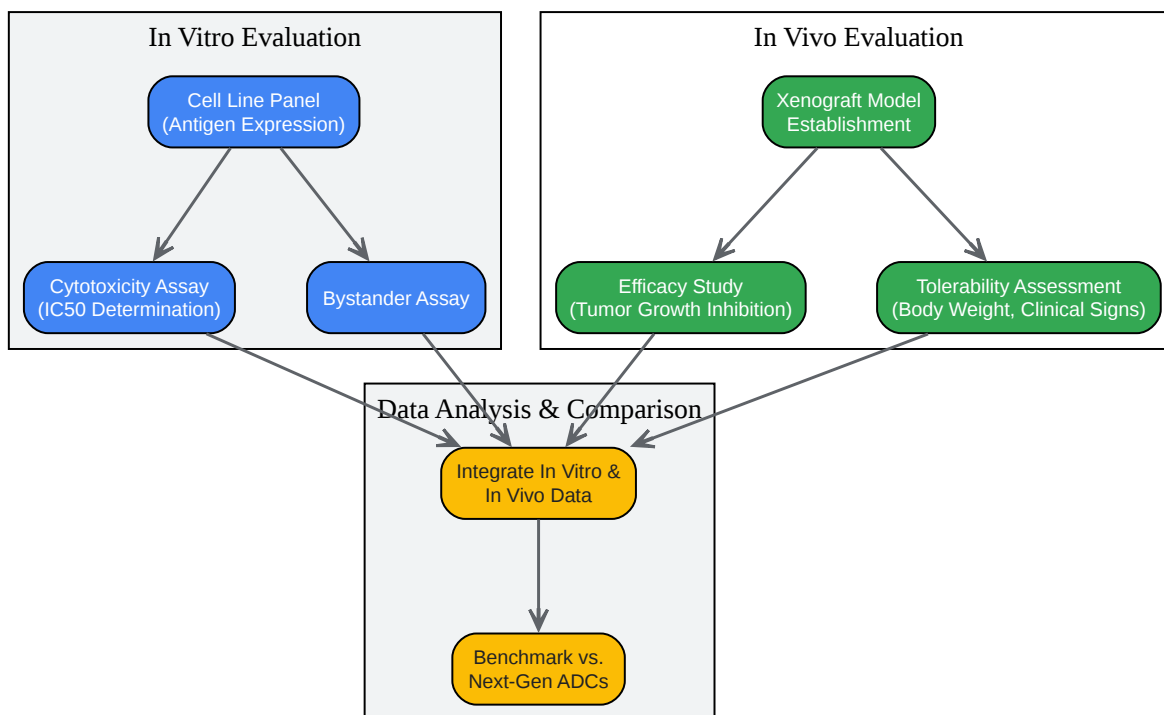 In Vitro Evaluation
Cell Line Panel
(Antigen Expression)
Cytotoxicity Assay
(IC50 Determination)
Bystander Assay
In Vivo Evaluation
Xenograft Model
Establishment
Efficacy Study
(Tumor Growth Inhibition)
Tolerability Assessment
(Body Weight, Clinical Signs)
Data Analysis & Comparison
Integrate In Vitro &
In Vivo Data
Benchmark vs.
Next-Gen ADCs